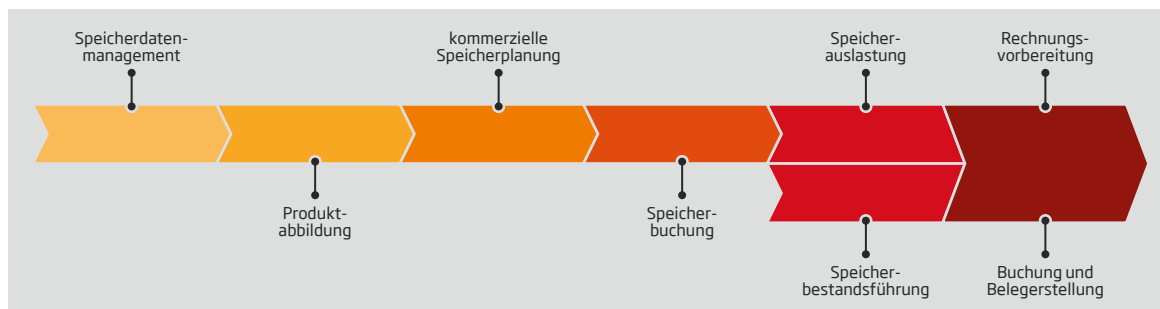 Speicherdaten-
management
kommerzielle
Speicherplanung
Speicher-
auslastung
Rechnungs-
vorbereitung
Produkt-
abbildung
Speicher-
buchung
Speicher-
bestandsführung
Buchung und
Belegerstellung